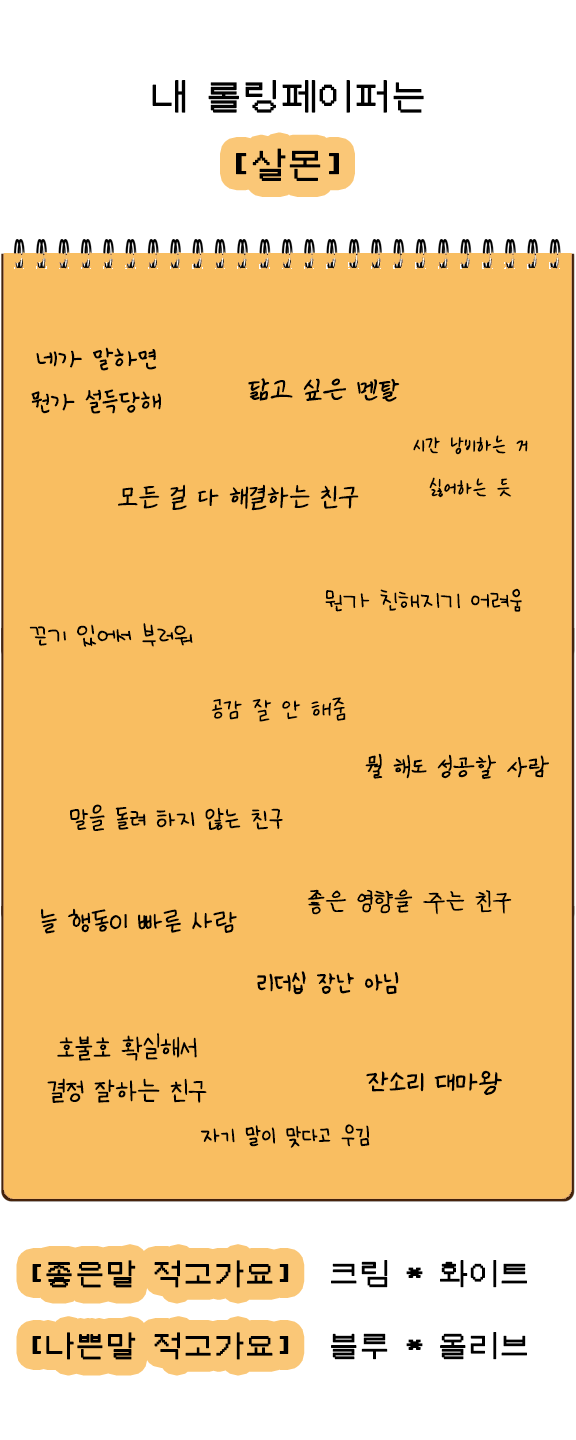 내 롤링페이퍼는
[살몬]
네가 말하면
뭔가 설득당해
닮고 싶은 멘탈
시간 낭비하는 거
싫어하는 듯
모든 걸 다 해결하는 친구
뭔가 친해지기 어려움
끈기 있어서 부러워
공감 잘 안 해줌
뭘 해도 성공할 사람
말을 돌려 하지 않는 친구
좋은 영향을 주는 친구
늘 행동이 빠른 사람
리더십 장난 아님
호불호 확실해서
결정 잘하는 친구
잔소리 대마왕
자기 말이 맞다고 우김
[좋은말 적고가요] 크림 * 화이트
[나쁜말 적고가요] 블루 * 올리브